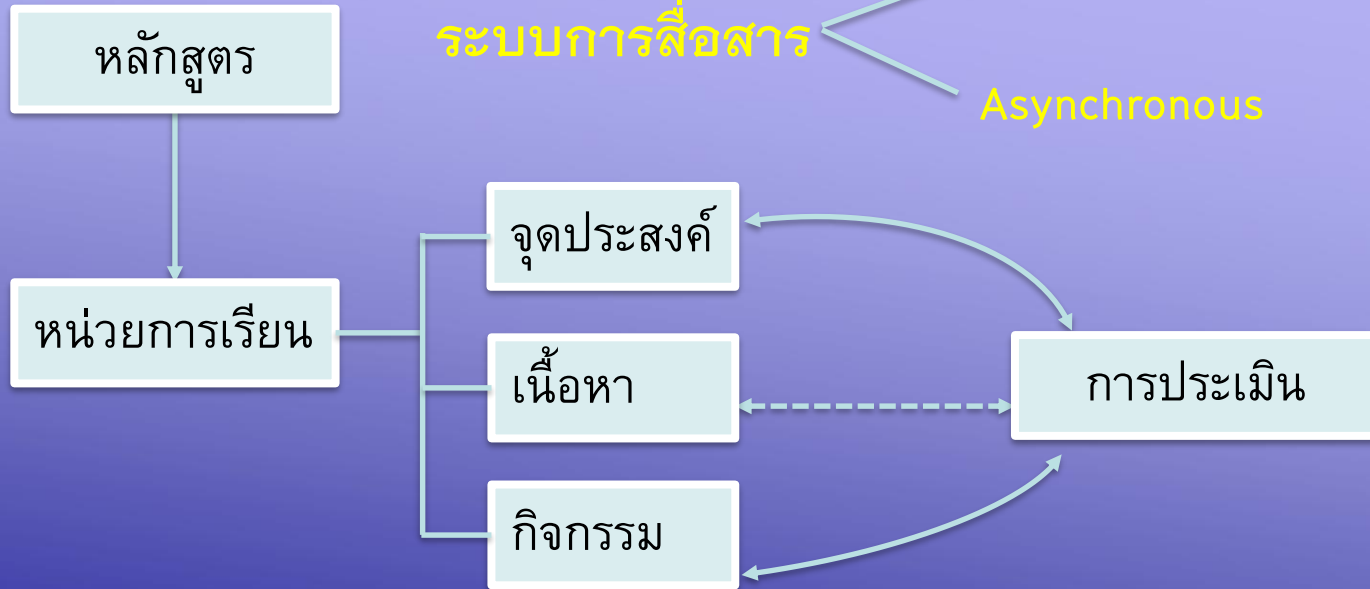 หลักสูตร
ระบบการสื่อสาร
Asynchronous
จุดประสงค์
หน่วยการเรียน
เนื้อหา
การประเมิน
กิจกรรม